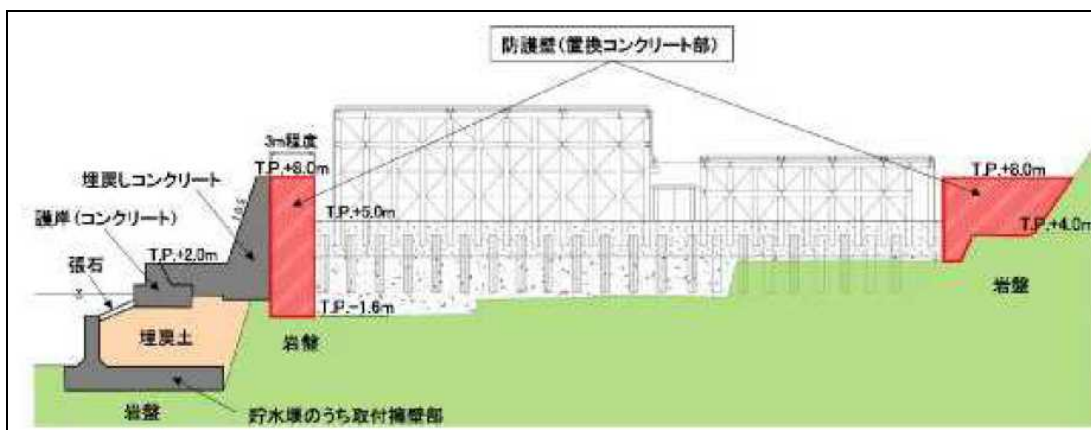 防護壁(置換コンクリート部)
3m程度
T.P.+8.0m
T.P.+8.0m
埋戻しコンクリート
護岸(コンクリート)
T.P.+5.0m
T.P.+4.0m
張石
T.P.+2.0m
岩盤
T.P.-1.6m
埋戻土
岩盤
岩盤
貯水堰のうち取付擁壁部